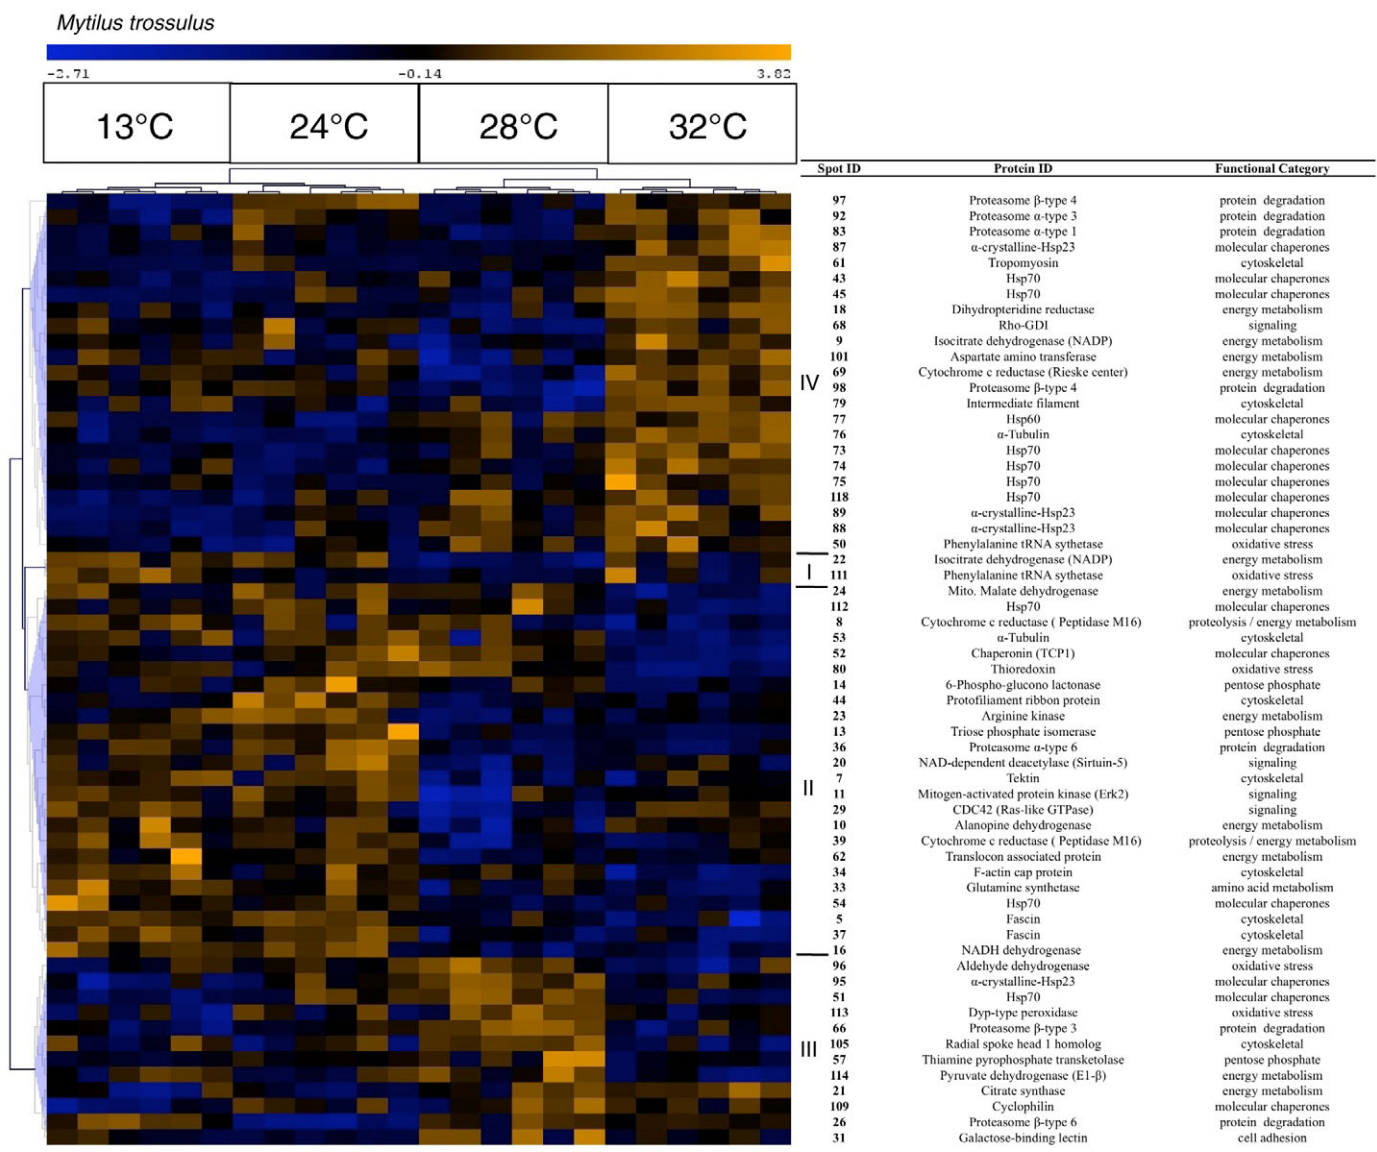 Mytilus trossulus
-2.71 -0.14 3.82
13°C 24°C 28°C 32°C
Spot ID Protein ID Functional Category
97 Proteasome β-type 4 protein degradation
92 Proteasome α-type 3 protein degradation
83 Proteasome α-type 1 protein degradation
87 α-crystalline-Hsp23 molecular chaperones
61 Tropomyosin cytoskeletal
43 Hsp70 molecular chaperones
45 Hsp70 molecular chaperones
18 Dihydropteridine reductase energy metabolism
68 Rho-GDI signaling
9 Isocitrate dehydrogenase (NADP) energy metabolism
101 Aspartate amino transferase energy metabolism
69 Cytochrome c reductase (Rieske center) energy metabolism
IV
98 Proteasome β-type 4 protein degradation
79 Intermediate filament cytoskeletal
77 Hsp60 molecular chaperones
76 α-Tubulin cytoskeletal
73 Hsp70 molecular chaperones
74 Hsp70 molecular chaperones
75 Hsp70 molecular chaperones
118 Hsp70 molecular chaperones
89 α-crystalline-Hsp23 molecular chaperones
88 α-crystalline-Hsp23 molecular chaperones
50 Phenylalanine tRNA sythetase oxidative stress
22 Isocitrate dehydrogenase (NADP) energy metabolism
I
111 Phenylalanine tRNA sythetase oxidative stress
24 Mito. Malate dehydrogenase energy metabolism
112 Hsp70 molecular chaperones
8 Cytochrome c reductase ( Peptidase M16) proteolysis / energy metabolism
53 α-Tubulin cytoskeletal
52 Chaperonin (TCP1) molecular chaperones
80 Thioredoxin oxidative stress
14 6-Phospho-glucono lactonase pentose phosphate
44 Protofiliament ribbon protein cytoskeletal
23 Arginine kinase energy metabolism
13 Triose phosphate isomerase pentose phosphate
36 Proteasome α-type 6 protein degradation
20 NAD-dependent deacetylase (Sirtuin-5) signaling
7 Tektin cytoskeletal
II
11 Mitogen-activated protein kinase (Erk2) signaling
29 CDC42 (Ras-like GTPase) signaling
10 Alanopine dehydrogenase energy metabolism
39 Cytochrome c reductase ( Peptidase M16) proteolysis / energy metabolism
62 Translocon associated protein energy metabolism
34 F-actin cap protein cytoskeletal
33 Glutamine synthetase amino acid metabolism
54 Hsp70 molecular chaperones
5 Fascin cytoskeletal
37 Fascin cytoskeletal
16 NADH dehydrogenase energy metabolism
96 Aldehyde dehydrogenase oxidative stress
95 α-crystalline-Hsp23 molecular chaperones
51 Hsp70 molecular chaperones
113 Dyp-type peroxidase oxidative stress
66 Proteasome β-type 3 protein degradation
105 Radial spoke head 1 homolog cytoskeletal
III
57 Thiamine pyrophosphate transketolase pentose phosphate
114 Pyruvate dehydrogenase (E1-β) energy metabolism
21 Citrate synthase energy metabolism
109 Cyclophilin molecular chaperones
26 Proteasome β-type 6 protein degradation
31 Galactose-binding lectin cell adhesion